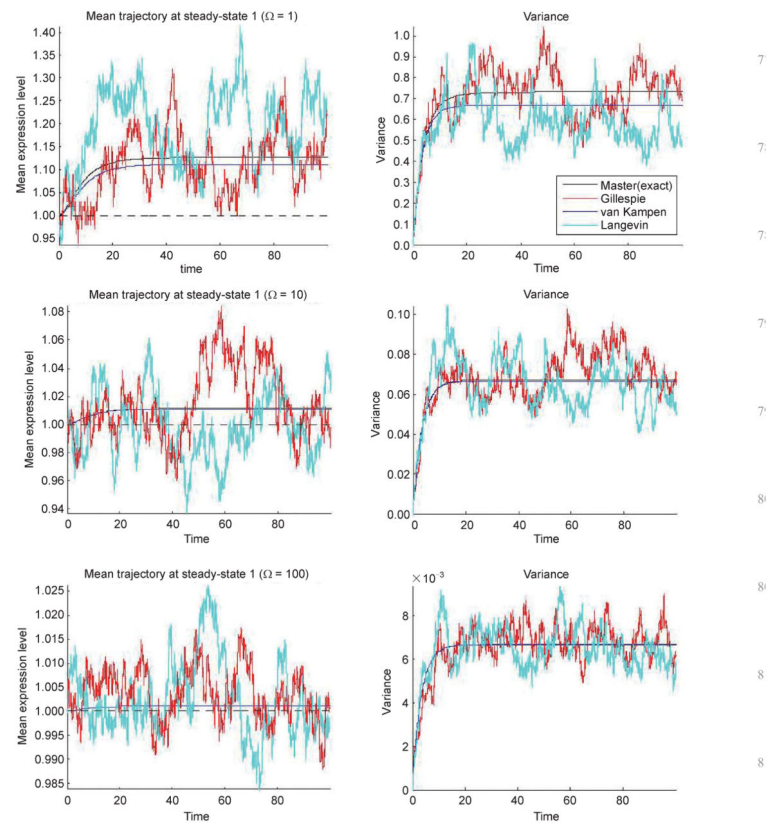 Mean trajectory at steady-state 1 (Ω = 1)
1.40
1.35
1.30
1.25
1.20
1.15
1.10
1.05
1.00
0.95
Mean expression level
0 20 40 60 80
time
Variance
1.0
0.9
0.8
0.7
0.6
0.5
0.4
0.3
0.2
0.1
0.0
Variance
Master(exact)
Gillespie
van Kampen
Langevin
0 20 40 60 80
Time
Mean trajectory at steady-state 1 (Ω = 10)
1.08
1.06
1.04
1.02
1.00
0.98
0.96
0.94
Mean expression level
0 20 40 60 80
Time
Variance
0.10
0.08
0.06
0.04
0.02
0.00
Variance
0 20 40 60 80
Time
Mean trajectory at steady-state 1 (Ω = 100)
1.025
1.020
1.015
1.010
1.005
1.000
0.995
0.990
0.985
Mean expression level
0 20 40 60 80
Time
Variance
×10⁻³
8
6
4
2
0
Variance
0 20 40 60 80
Time